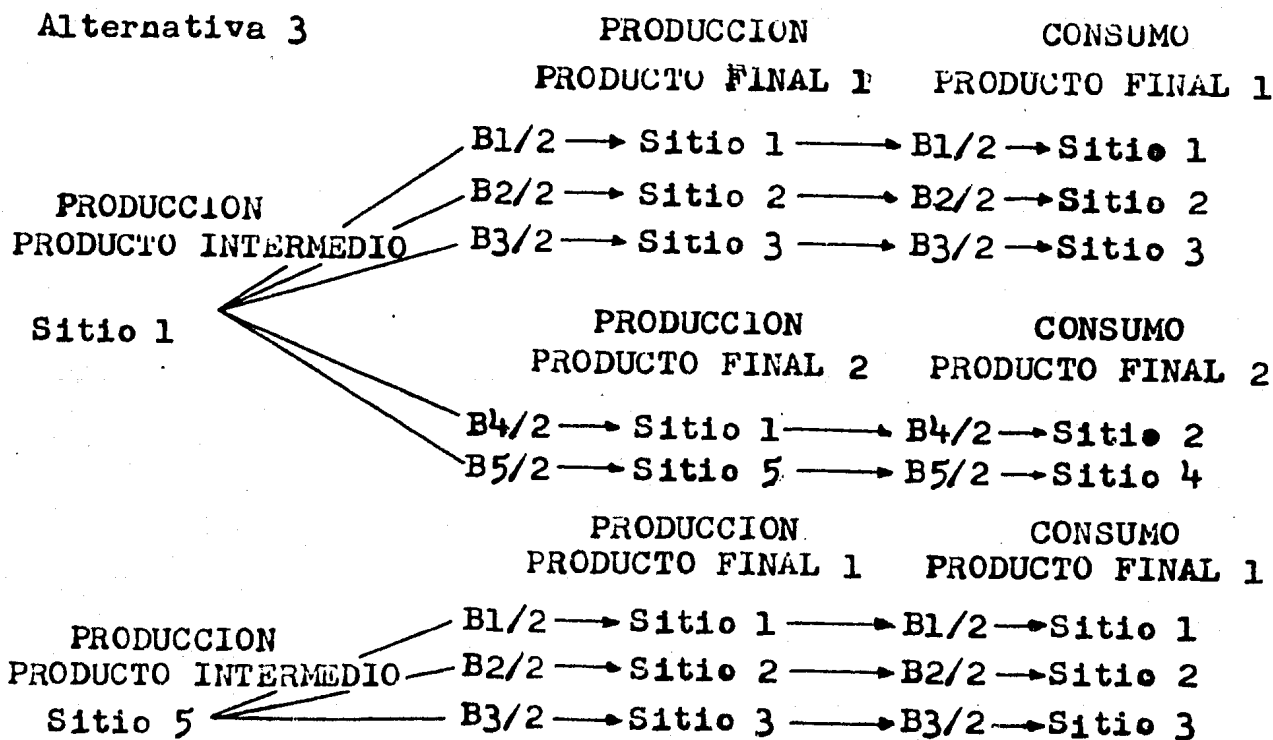 Alternativa 3 PRODUCCION CONSUMO
PRODUCTO FINAL 1 PRODUCTO FINAL 1
B1/2 → Sitio 1 → B1/2 → Sitio 1
PRODUCCION B2/2 → Sitio 2 → B2/2 → Sitio 2
PRODUCTO INTERMEDIO B3/2 → Sitio 3 → B3/2 → Sitio 3
Sitio 1 PRODUCCION CONSUMO
PRODUCTO FINAL 2 PRODUCTO FINAL 2
B4/2 → Sitio 1 → B4/2 → Sitio 2
B5/2 → Sitio 5 → B5/2 → Sitio 4
PRODUCCION CONSUMO
PRODUCTO FINAL 1 PRODUCTO FINAL 1
B1/2 → Sitio 1 → B1/2 → Sitio 1
PRODUCCION
PRODUCTO INTERMEDIO B2/2 → Sitio 2 → B2/2 → Sitio 2
Sitio 5 B3/2 → Sitio 3 → B3/2 → Sitio 3